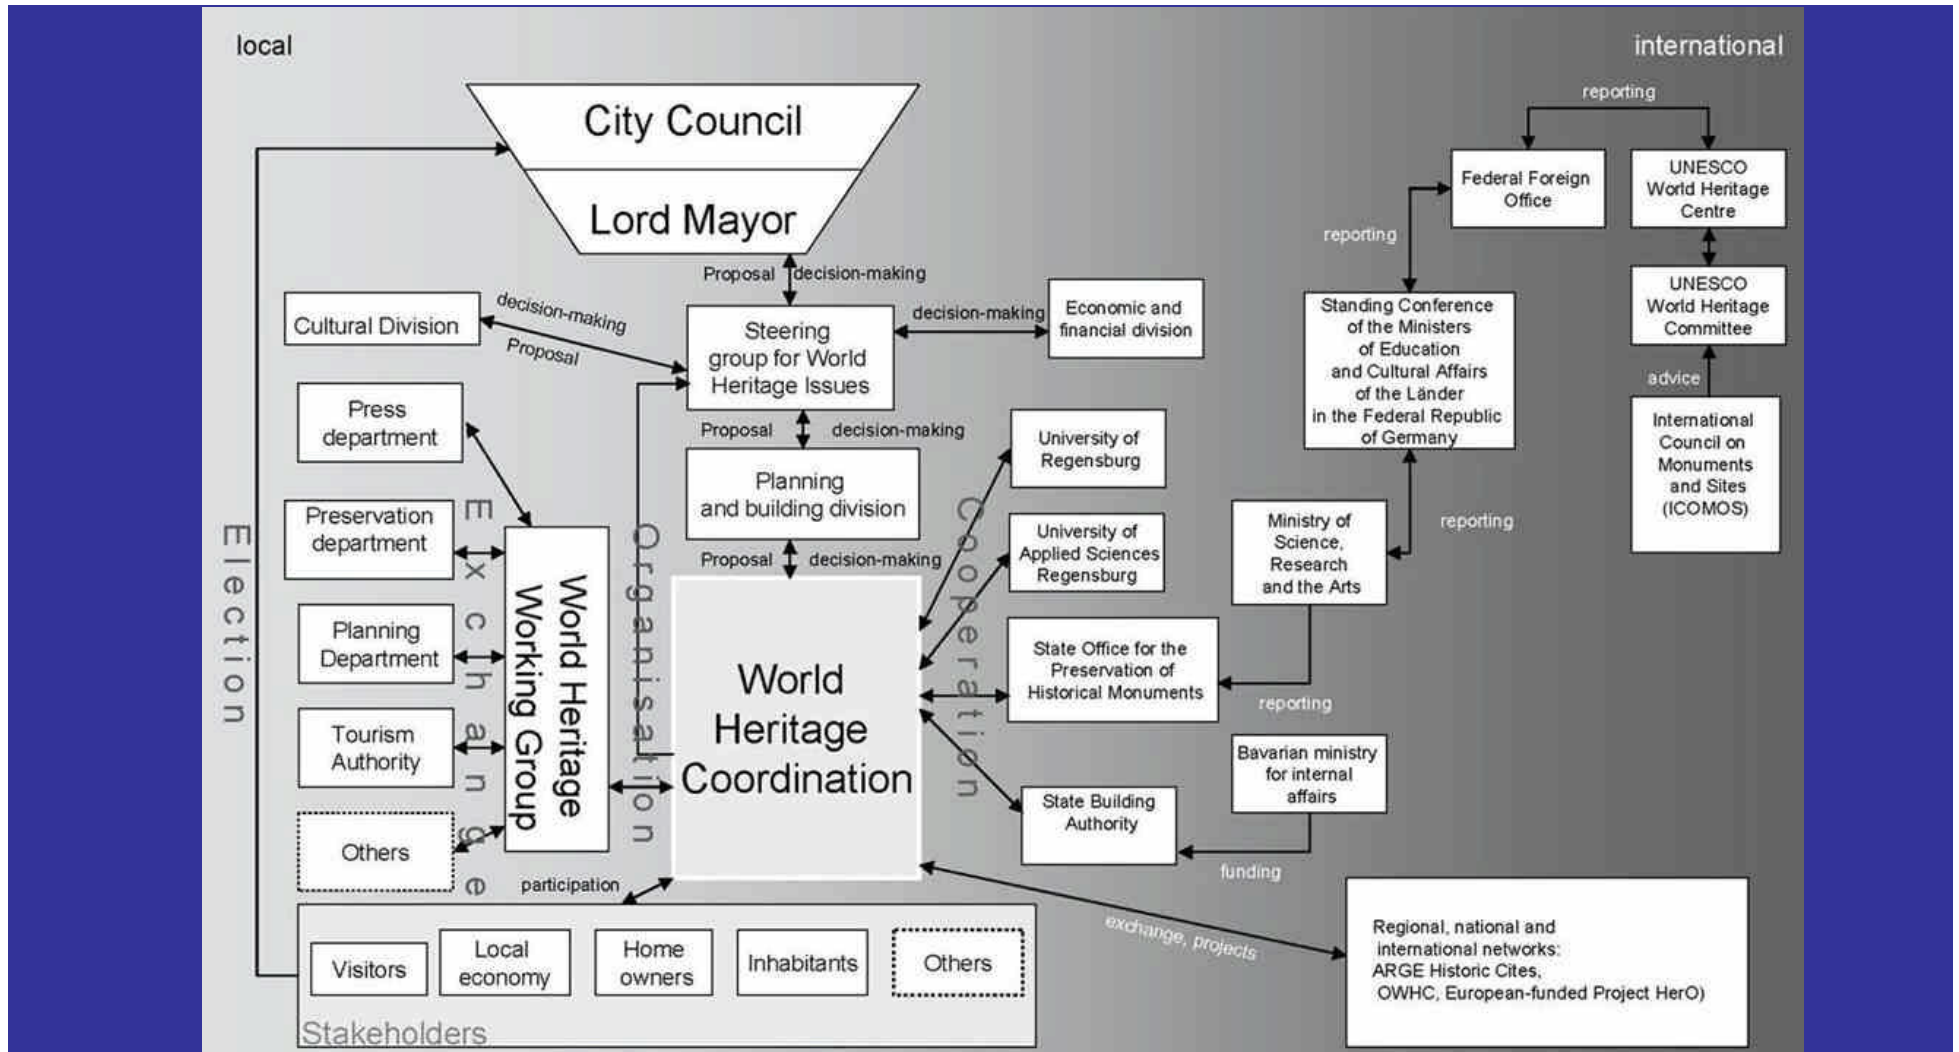 local
international
City Council
Lord Mayor
reporting
Federal Foreign
Office
UNESCO
World Heritage
Centre
reporting
UNESCO
World Heritage
Committee
advice
International
Council on
Monuments
and Sites
(ICOMOS)
Standing Conference
of the Ministers
of Education
and Cultural Affairs
of the Länder
in the Federal Republic
of Germany
reporting
Ministry of
Science,
Research
and the Arts
reporting
Proposal
decision-making
Cultural Division
decision-making
Proposal
Steering
group for World
Heritage Issues
decision-making
Economic and
financial division
Proposal
decision-making
Planning
and building division
Proposal
decision-making
World
Heritage
Coordination
Press
department
Preservation
department
Planning
Department
Tourism
Authority
Others
World Heritage
Working Group
Election
Exchange
Organisation
Cooperation
University of
Regensburg
University of
Applied Sciences
Regensburg
State Office for the
Preservation of
Historical Monuments
State Building
Authority
Bavarian ministry
for internal
affairs
funding
participation
exchange, projects
Regional, national and
international networks:
ARGE Historic Cites,
OWHC, European-funded Project HerO)
Visitors
Local
economy
Home
owners
Inhabitants
Others
Stakeholders